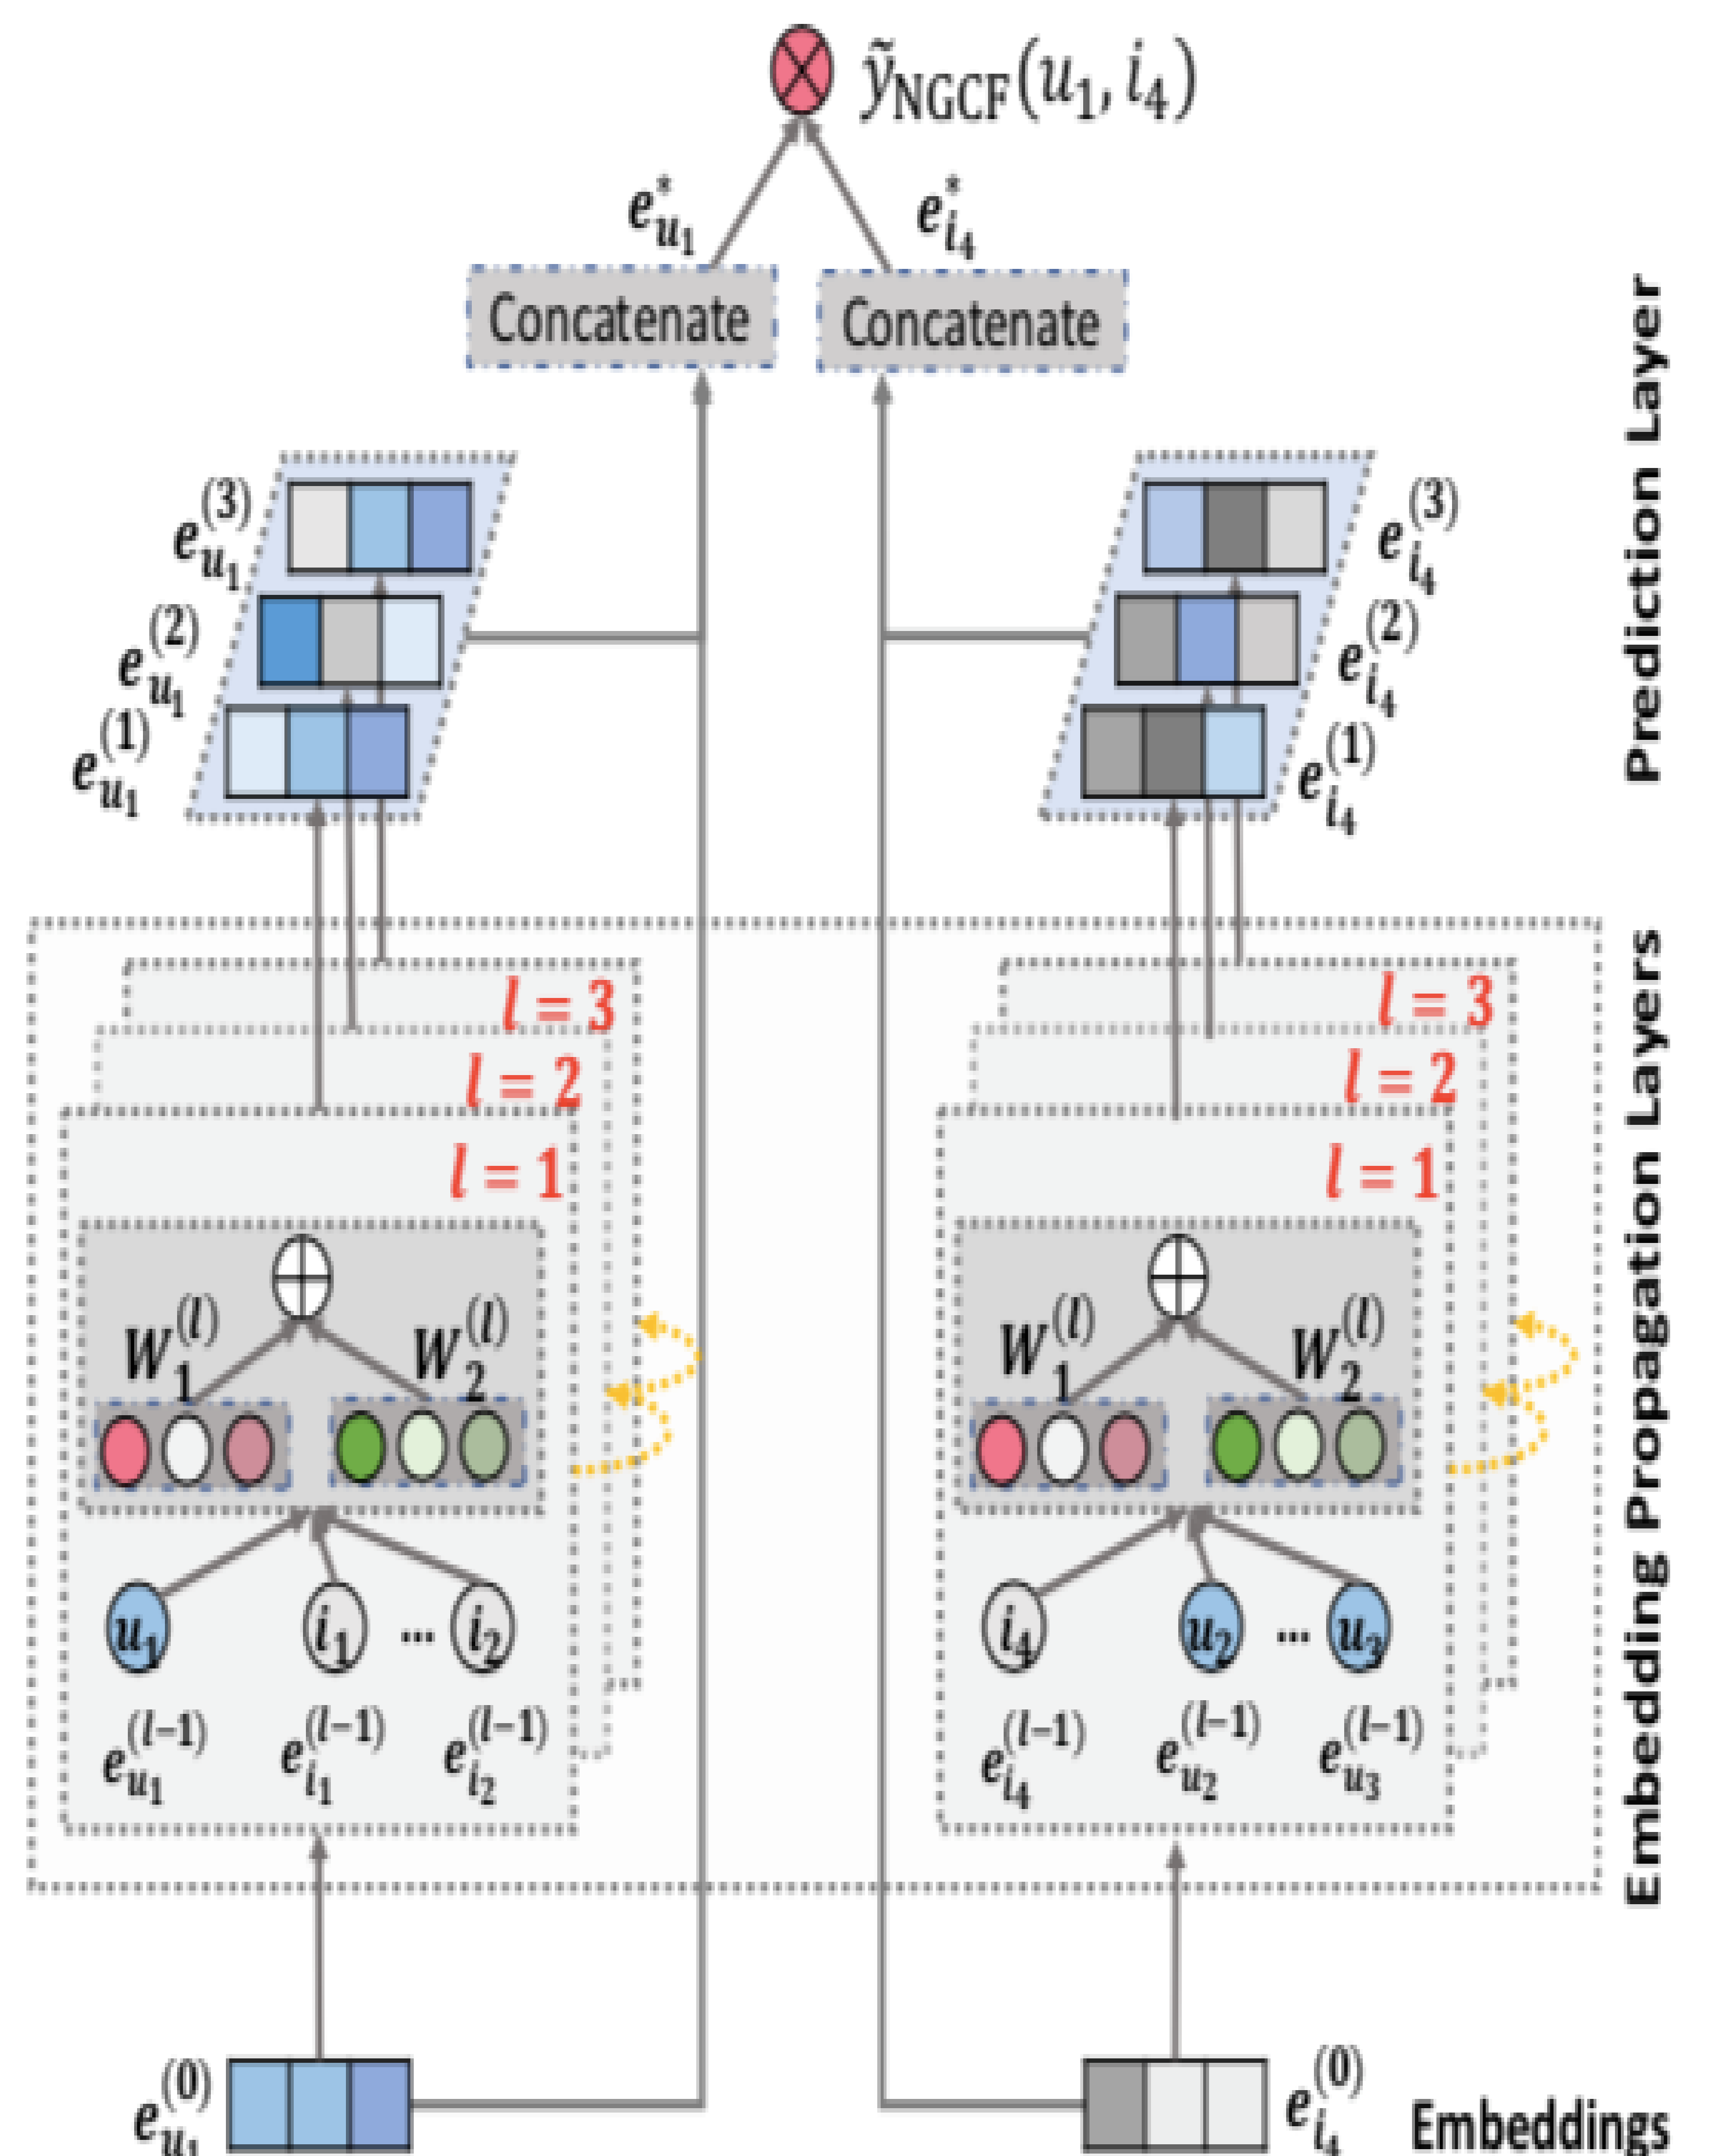 ỹNGCF(u1, i4)
e*u1 e*i4
Concatenate Concatenate
Prediction Layer
e(3)u1 e(3)i4
e(2)u1 e(2)i4
e(1)u1 e(1)i4
Embedding Propagation Layers
l = 3 l = 3
l = 2 l = 2
l = 1 l = 1
W(l)1 W(l)2 W(l)1 W(l)2
u1 i1 ... i2 i4 u2 ... u3
e(l−1)u1 e(l−1)i1 e(l−1)i2 e(l−1)i4 e(l−1)u2 e(l−1)u3
e(0)u1 e(0)i4 Embeddings